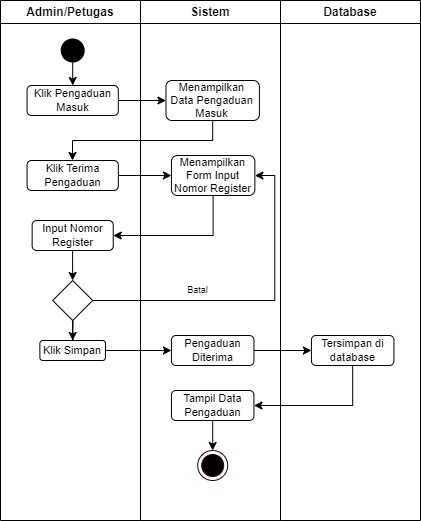 Admin/Petugas
Sistem
Database
Klik Pengaduan
Masuk
Menampilkan
Data Pengaduan
Masuk
Klik Terima
Pengaduan
Menampilkan
Form Input
Nomor Register
Input Nomor
Register
Batal
Klik Simpan
Pengaduan
Diterima
Tersimpan di
database
Tampil Data
Pengaduan